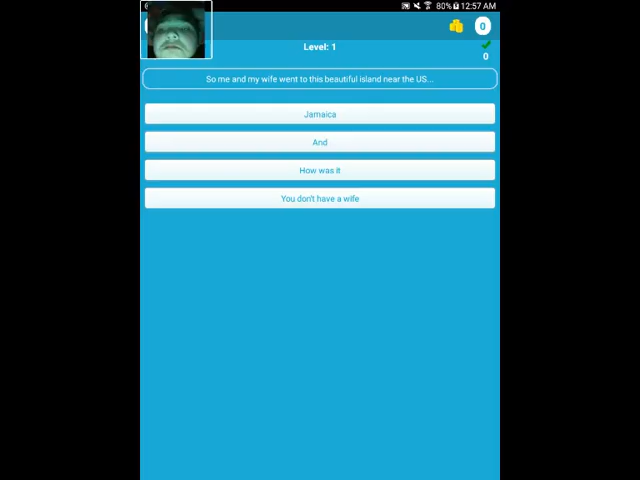 80% 12:57 AM
0
Level: 1
0
So me and my wife went to this beautiful island near the US...
Jamaica
And
How was it
You don't have a wife